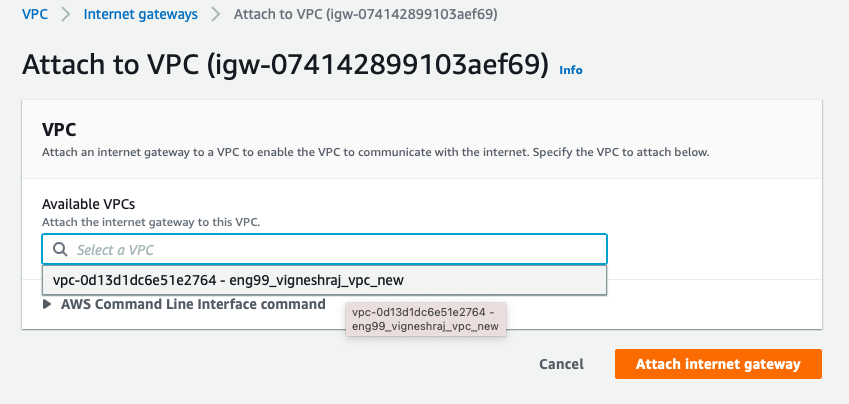 VPC > Internet gateways > Attach to VPC (igw-074142899103aef69)
Attach to VPC (igw-074142899103aef69) Info
VPC
Attach an internet gateway to a VPC to enable the VPC to communicate with the internet. Specify the VPC to attach below.
Available VPCs
Attach the internet gateway to this VPC.
Select a VPC
vpc-0d13d1dc6e51e2764 - eng99_vigneshraj_vpc_new
AWS Command Line Interface command
vpc-0d13d1dc6e51e2764 -
eng99_vigneshraj_vpc_new
Cancel Attach internet gateway